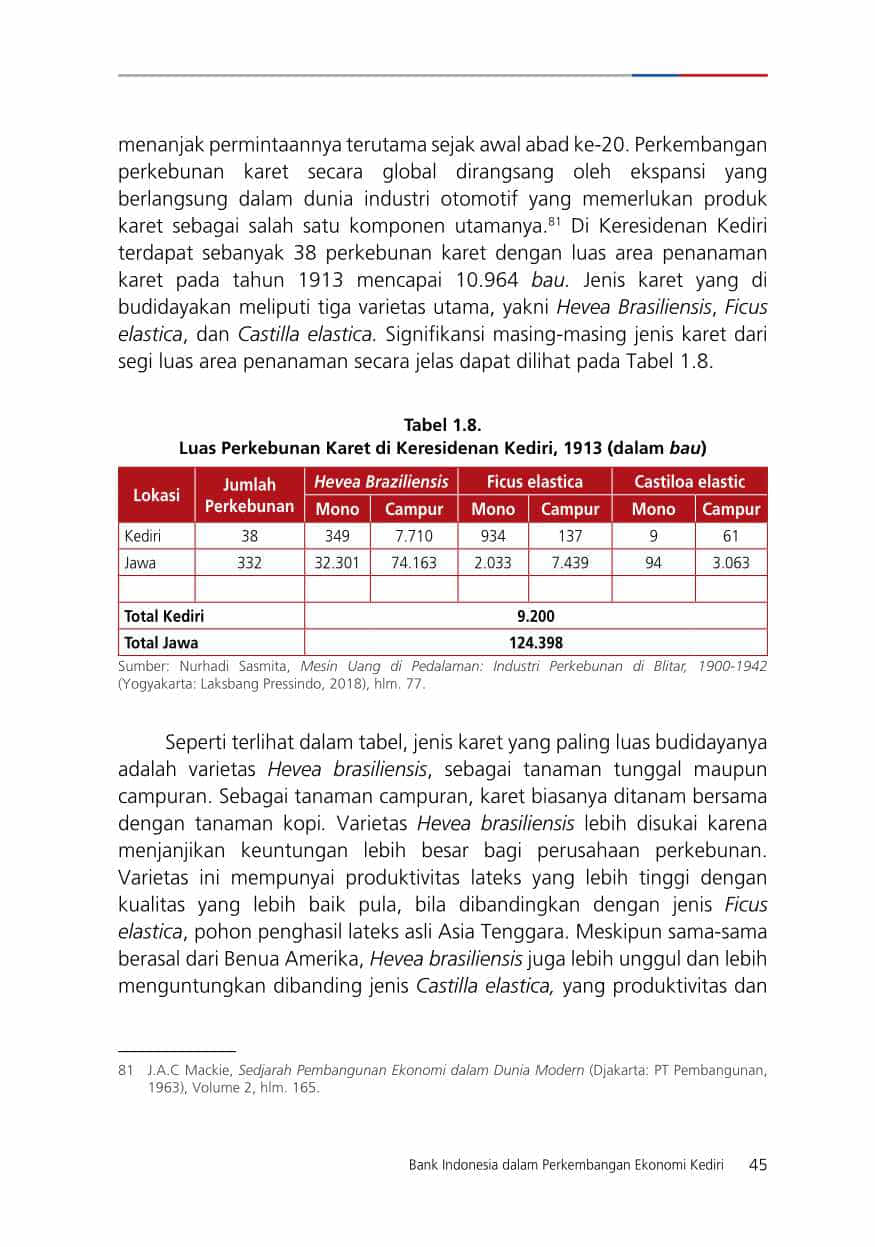 menanjak permintaannya terutama sejak awal abad ke-20. Perkembangan
perkebunan karet secara global dirangsang oleh ekspansi yang
berlangsung dalam dunia industri otomotif yang memerlukan produk
karet sebagai salah satu komponen utamanya.81 Di Keresidenan Kediri
terdapat sebanyak 38 perkebunan karet dengan luas area penanaman
karet pada tahun 1913 mencapai 10.964 bau. Jenis karet yang di
budidayakan meliputi tiga varietas utama, yakni Hevea Brasiliensis, Ficus
elastica, dan Castilla elastica. Signifikansi masing-masing jenis karet dari
segi luas area penanaman secara jelas dapat dilihat pada Tabel 1.8.
Tabel 1.8.
Luas Perkebunan Karet di Keresidenan Kediri, 1913 (dalam bau)
Lokasi Jumlah Perkebunan Hevea Braziliensis Ficus elastica Castiloa elastic
Mono Campur Mono Campur Mono Campur
Kediri 38 349 7.710 934 137 9 61
Jawa 332 32.301 74.163 2.033 7.439 94 3.063
Total Kediri 9.200
Total Jawa 124.398
Sumber: Nurhadi Sasmita, Mesin Uang di Pedalaman: Industri Perkebunan di Blitar, 1900-1942
(Yogyakarta: Laksbang Pressindo, 2018), hlm. 77.
Seperti terlihat dalam tabel, jenis karet yang paling luas budidayanya
adalah varietas Hevea brasiliensis, sebagai tanaman tunggal maupun
campuran. Sebagai tanaman campuran, karet biasanya ditanam bersama
dengan tanaman kopi. Varietas Hevea brasiliensis lebih disukai karena
menjanjikan keuntungan lebih besar bagi perusahaan perkebunan.
Varietas ini mempunyai produktivitas lateks yang lebih tinggi dengan
kualitas yang lebih baik pula, bila dibandingkan dengan jenis Ficus
elastica, pohon penghasil lateks asli Asia Tenggara. Meskipun sama-sama
berasal dari Benua Amerika, Hevea brasiliensis juga lebih unggul dan lebih
menguntungkan dibanding jenis Castilla elastica, yang produktivitas dan
81 J.A.C Mackie, Sedjarah Pembangunan Ekonomi dalam Dunia Modern (Djakarta: PT Pembangunan,
1963), Volume 2, hlm. 165.
Bank Indonesia dalam Perkembangan Ekonomi Kediri 45